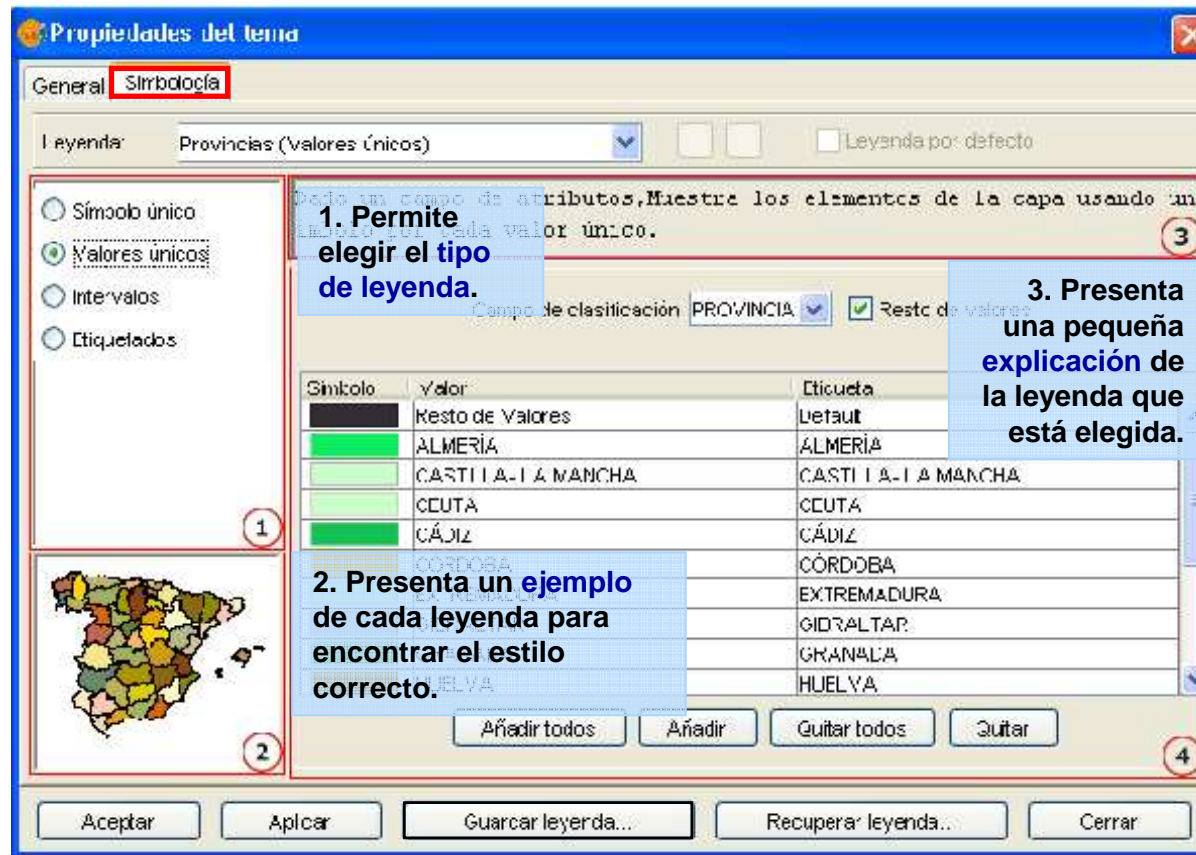 Propiedades del tema
General Simbología
Leyenda: Provincias (Valores únicos) Leyenda por defecto
Símbolo único
Valores únicos
Intervalos
Etiquetados
1
2
Dado un campo de atributos,Muestra los elementos de la capa usando un
símbolo por cada valor único.
3
1. Permite
elegir el tipo
de leyenda.
Campo de clasificación PROVINCIA Resto de valores
3. Presenta
una pequeña
explicación de
la leyenda que
está elegida.
Símbolo Valor Etiqueta
Resto de Valores Default
ALMERÍA ALMERÍA
CASTILLA-LA MANCHA CASTILLA-LA MANCHA
CEUTA CEUTA
CÁDIZ CÁDIZ
CÓRDOBA CÓRDOBA
EXTREMADURA EXTREMADURA
GIBRALTAR
GRANADA
HUELVA HUELVA
2. Presenta un ejemplo
de cada leyenda para
encontrar el estilo
correcto.
Añadir todos Añadir Quitar todos Quitar
4
Aceptar Aplicar Guardar leyenda... Recuperar leyenda.. Cerrar